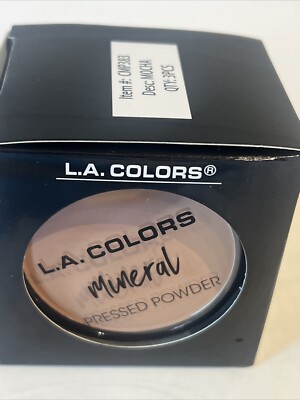 Item #: CMP383
Desc: MOCHA
QTY: 3PCS
L.A. COLORS®
L.A. COLORS
mineral
PRESSED POWDER